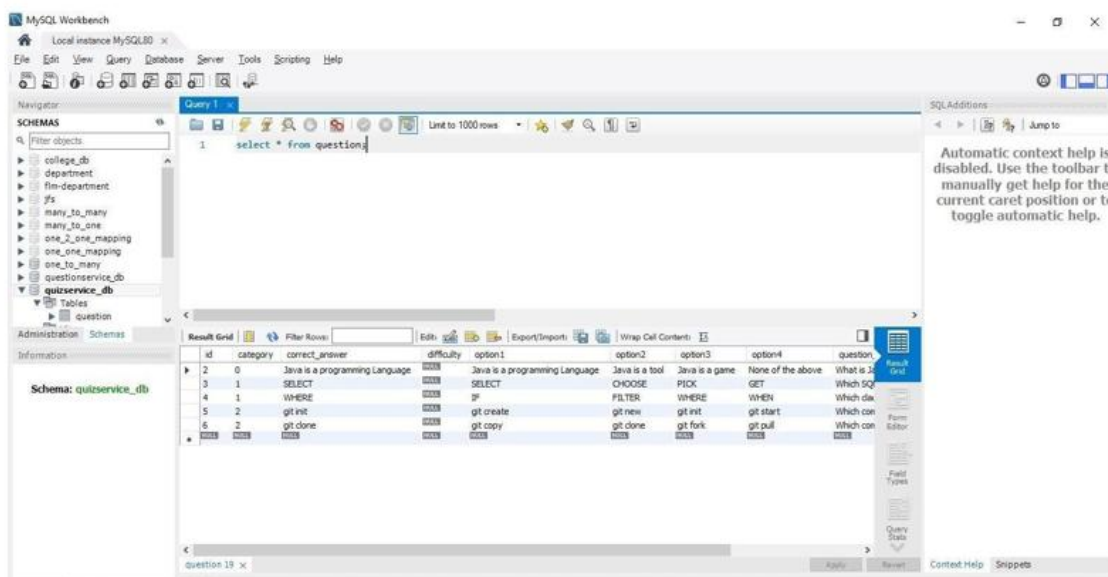 MySQL Workbench
Local instance MySQL80 ×
File Edit View Query Database Server Tools Scripting Help
Navigator
SCHEMAS
Filter objects
college_db
department
flm-department
jfs
many_to_many
many_to_one
one_2_one_mapping
one_one_mapping
one_to_many
questionservice_db
quizservice_db
Tables
question
Administration Schemas
Information
Schema: quizservice_db
Query 1 ×
Limit to 1000 rows
1 select * from question;
Result Grid Filter Rows: Edit: Export/Import: Wrap Cell Content:
id category correct_answer difficulty option1 option2 option3 option4 question_
2 0 Java is a programming Language NULL Java is a programming Language Java is a tool Java is a game None of the above What is Ja
3 1 SELECT NULL SELECT CHOOSE PICK GET Which SQ
4 1 WHERE NULL IF FILTER WHERE WHEN Which cla
5 2 git init NULL git create git new git init git start Which con
6 2 git clone NULL git copy git clone git fork git pull Which con
NULL NULL NULL NULL NULL NULL NULL NULL NULL
Result Grid
Form Editor
Field Types
Query Stats
question 19 ×
Apply Revert
SQLAdditions
Jump to
Automatic context help is
disabled. Use the toolbar t
manually get help for the
current caret position or to
toggle automatic help.
Context Help Snippets